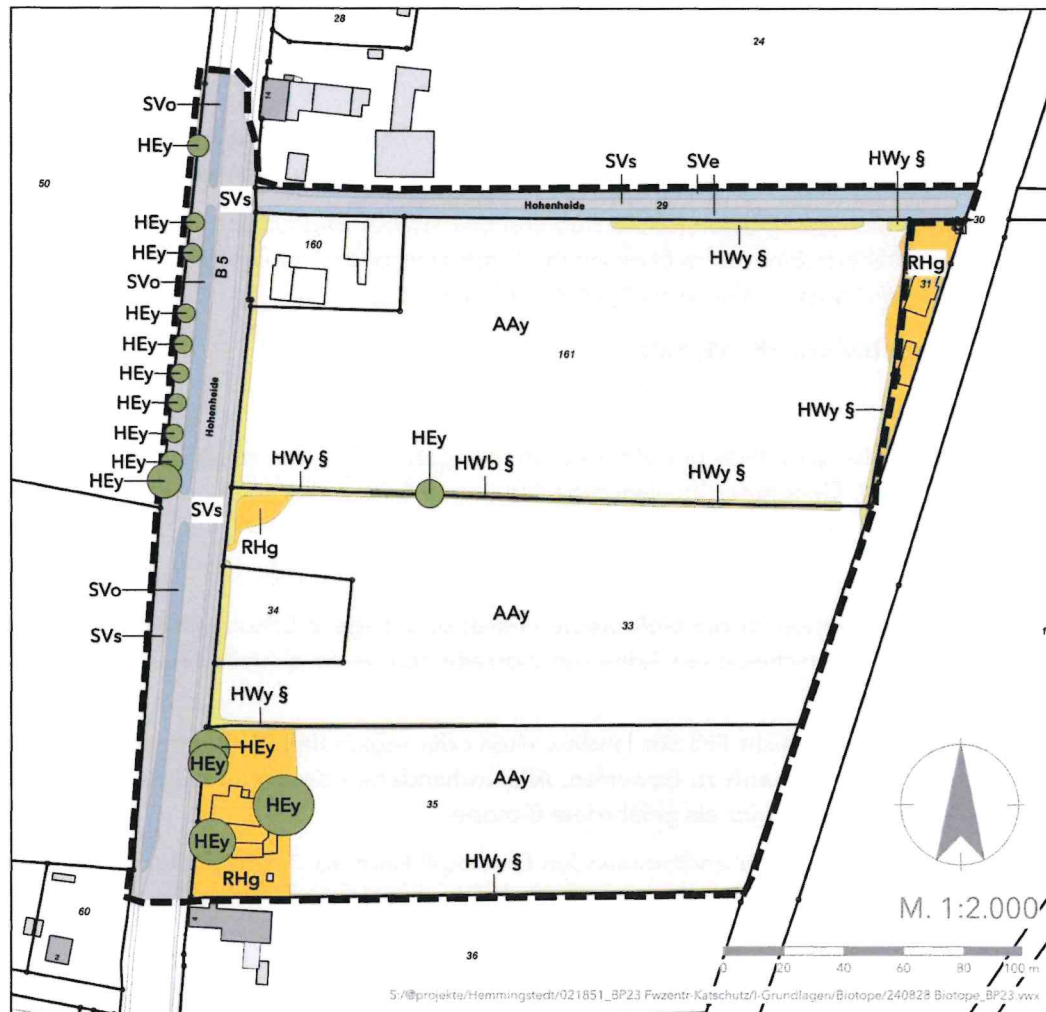 28
24
SVo
14
HEy
50
SVs
SVe
HWy §
SVs
Hohenheide
29
30
HEy
160
HWy §
RHg
HEy
B 5
31
SVo
AAy
HEy
161
HEy
HEy
Hohenheide
HWy §
HEy
HEy
HEy
HWy §
HEy
HWb §
HWy §
HEy
SVs
RHg
SVo
34
AAy
33
SVs
HWy §
HEy
HEy
AAy
HEy
35
HEy
RHg
HWy §
60
M. 1:2.000
2
4
36
0 20 40 60 80 100 m
S:/@projekte/Hemmingstedt/021851_BP23 Fwzentr-Katschutz/I-Grundlagen/Biotope/240828 Biotope_BP23.vwx